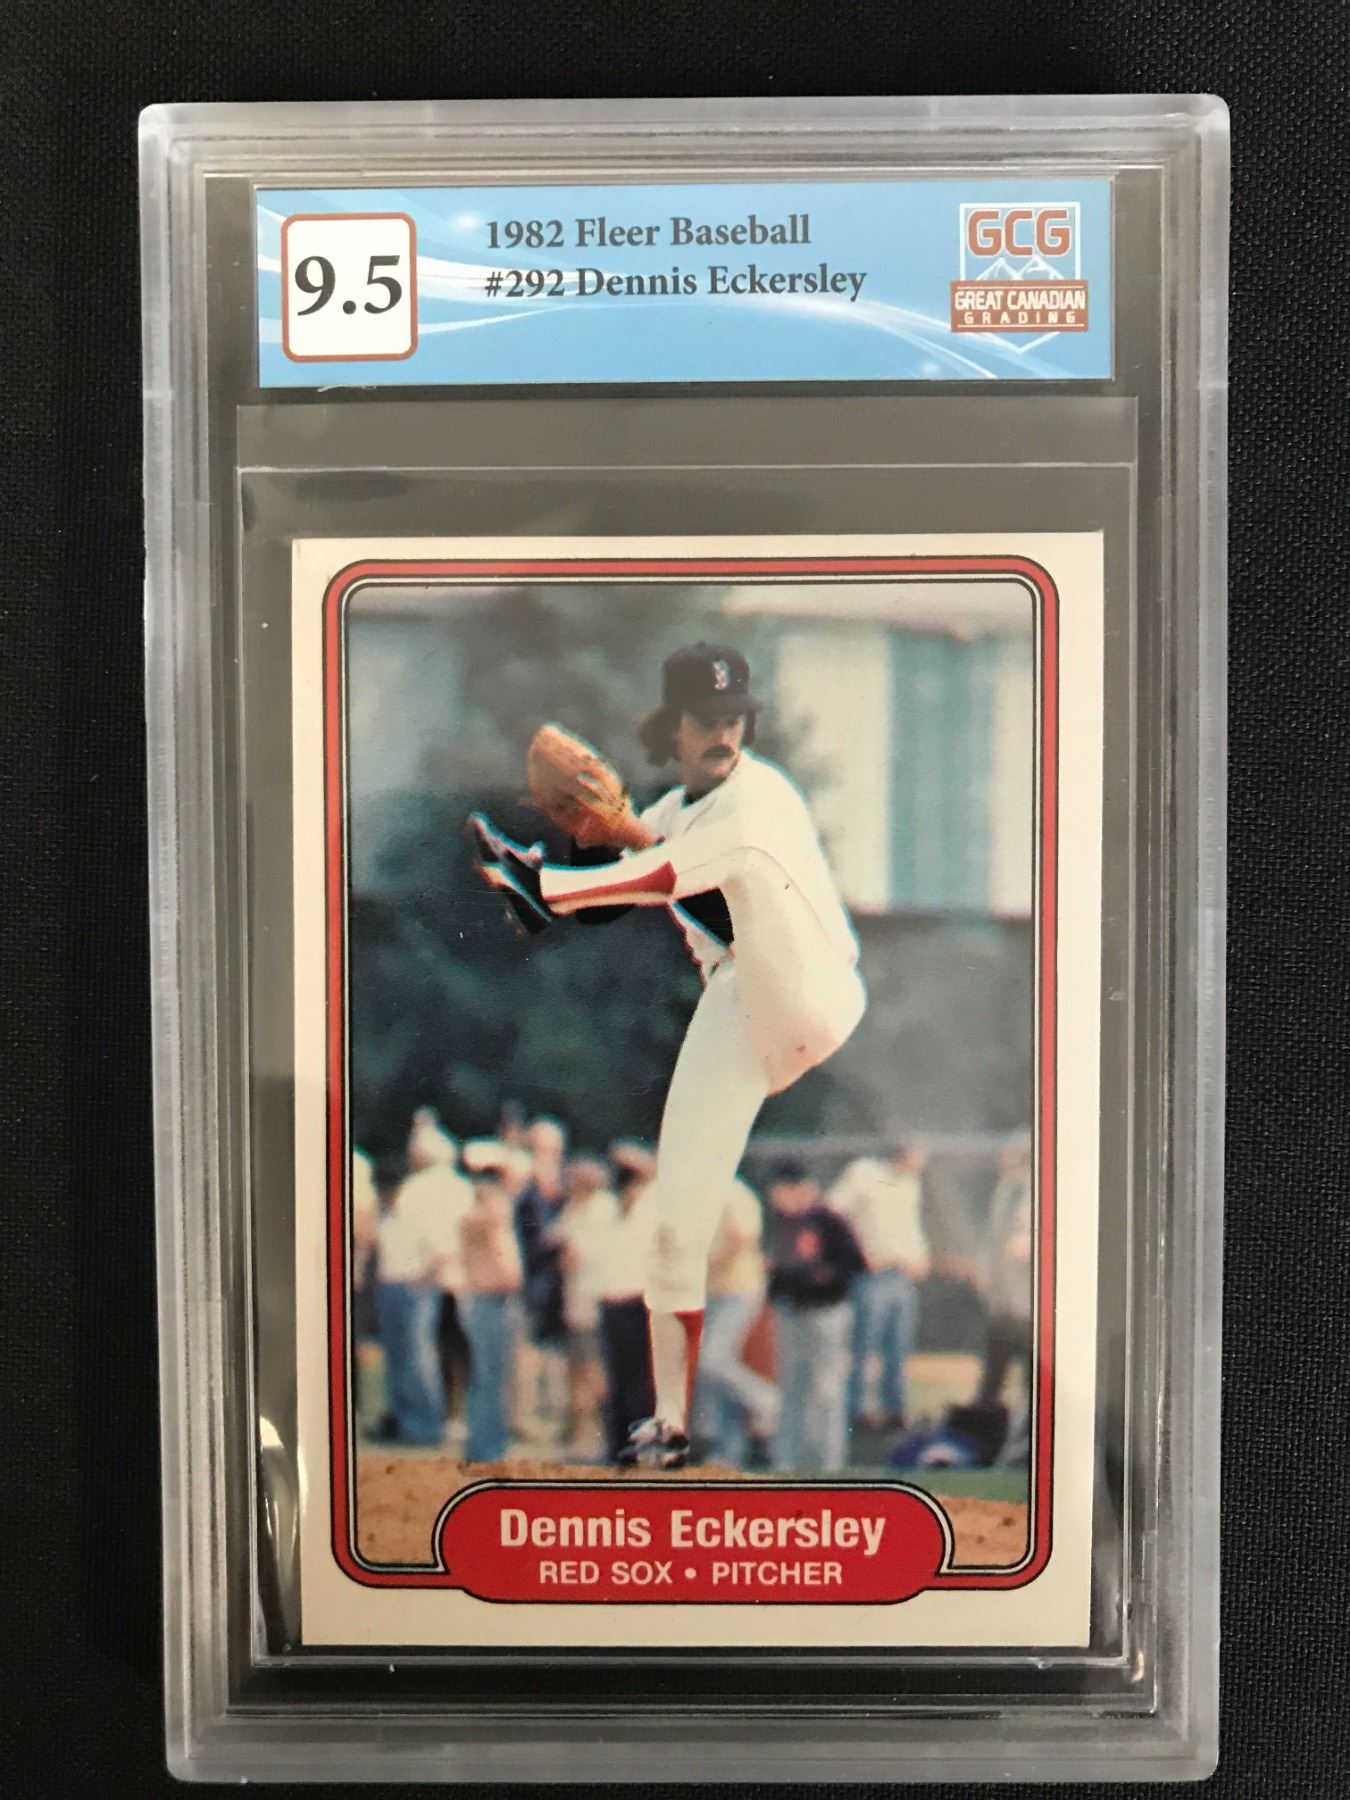 9.5
1982 Fleer Baseball
#292 Dennis Eckersley
GCG
GREAT CANADIAN
GRADING
Dennis Eckersley
RED SOX • PITCHER